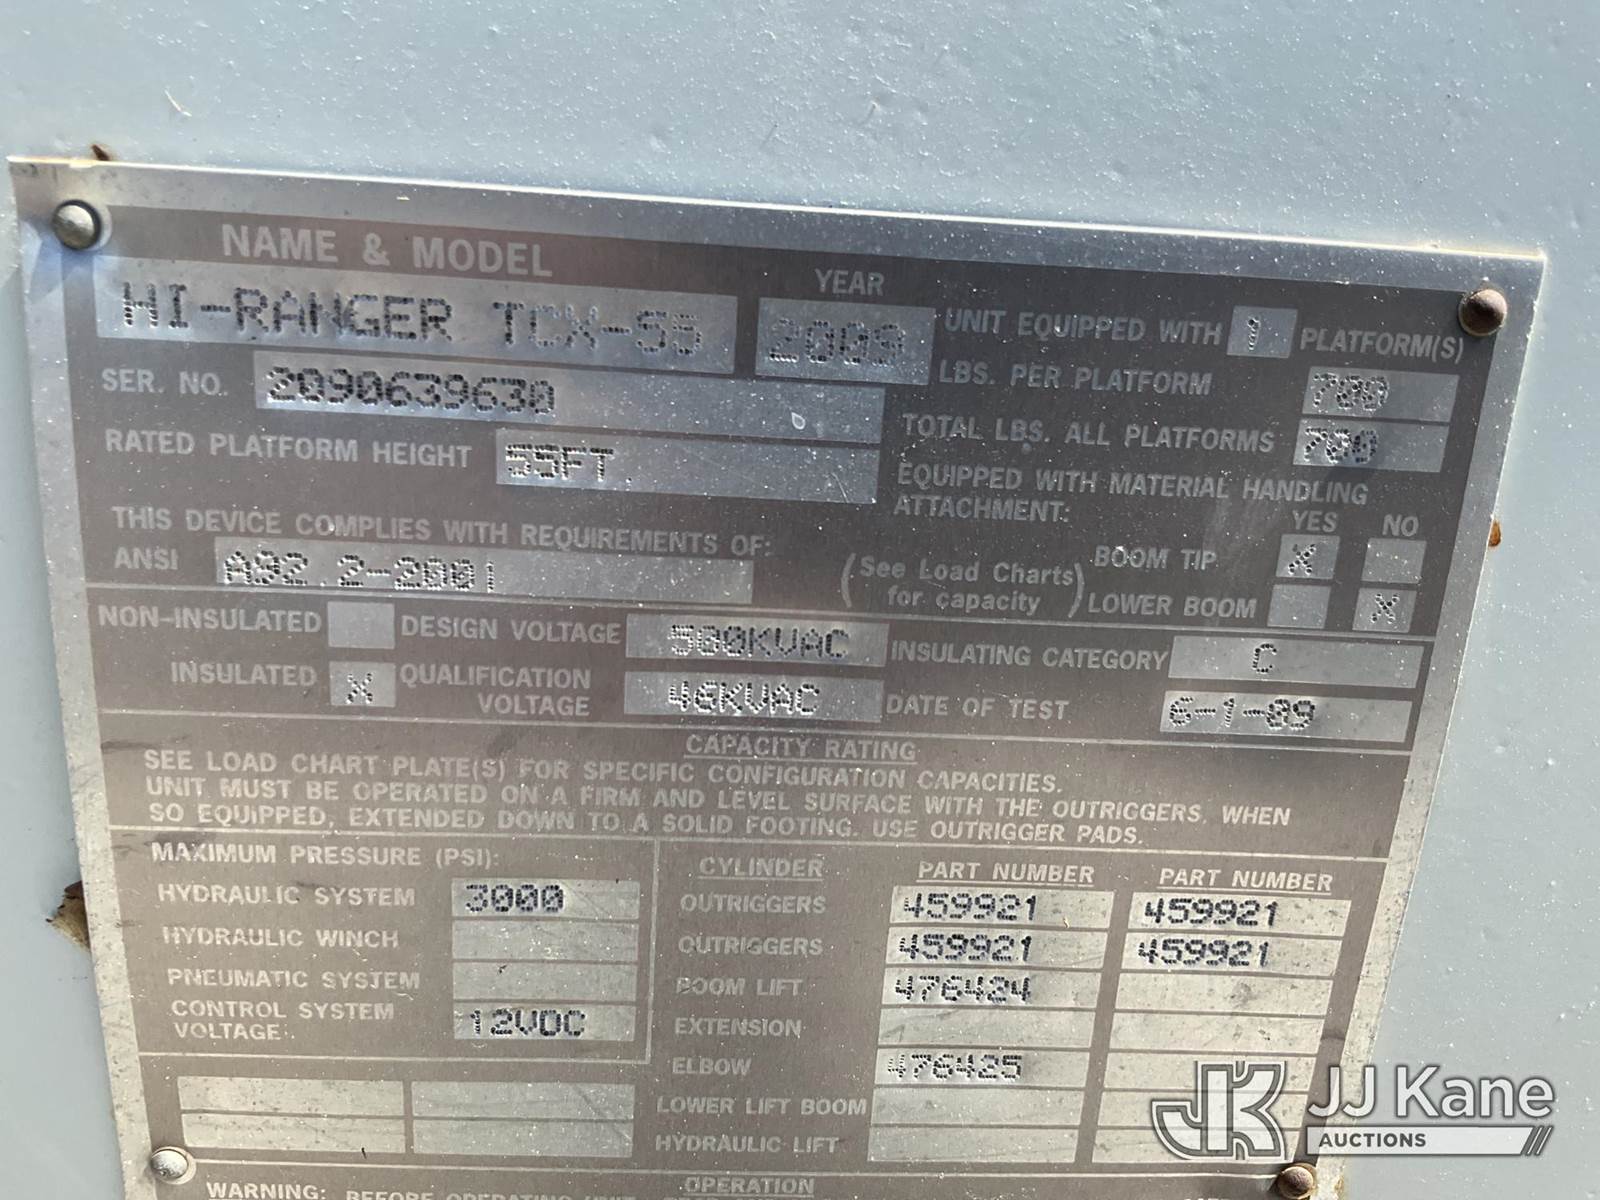 NAME & MODEL
HI-RANGER TCX-55
YEAR
2009
UNIT EQUIPPED WITH 1 PLATFORM(S)
SER. NO. 2090639630
LBS. PER PLATFORM 700
TOTAL LBS. ALL PLATFORMS 700
RATED PLATFORM HEIGHT 55FT.
EQUIPPED WITH MATERIAL HANDLING
ATTACHMENT:
YES NO
THIS DEVICE COMPLIES WITH REQUIREMENTS OF:
ANSI A92.2-2001
(See Load Charts
for capacity)
BOOM TIP X
LOWER BOOM X
NON-INSULATED
DESIGN VOLTAGE 500KVAC
INSULATING CATEGORY C
INSULATED X
QUALIFICATION
VOLTAGE 46KVAC
DATE OF TEST 6-1-09
CAPACITY RATING
SEE LOAD CHART PLATE(S) FOR SPECIFIC CONFIGURATION CAPACITIES.
UNIT MUST BE OPERATED ON A FIRM AND LEVEL SURFACE WITH THE OUTRIGGERS, WHEN
SO EQUIPPED, EXTENDED DOWN TO A SOLID FOOTING. USE OUTRIGGER PADS.
MAXIMUM PRESSURE (PSI):
HYDRAULIC SYSTEM 3000
HYDRAULIC WINCH
PNEUMATIC SYSTEM
CONTROL SYSTEM
VOLTAGE: 12VDC
CYLINDER PART NUMBER PART NUMBER
OUTRIGGERS 459921 459921
OUTRIGGERS 459921 459921
BOOM LIFT 476424
EXTENSION
ELBOW 476425
LOWER LIFT BOOM
HYDRAULIC LIFT
OPERATION
WARNING: BEFORE OPERATING UNIT
JJ Kane
AUCTIONS